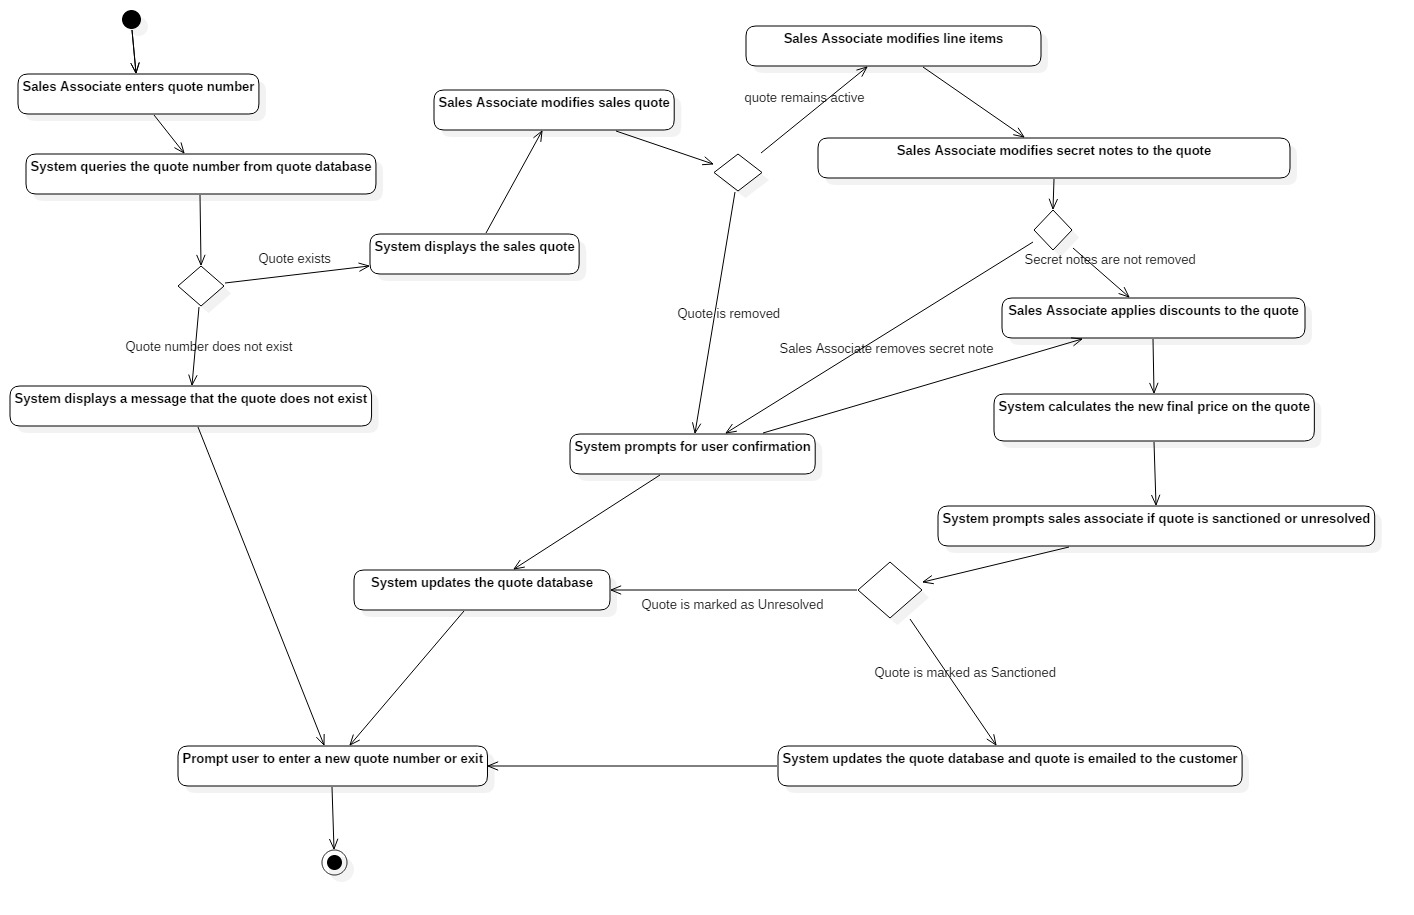 Sales Associate enters quote number
System queries the quote number from quote database
Quote exists
Quote number does not exist
System displays a message that the quote does not exist
System displays the sales quote
Sales Associate modifies sales quote
quote remains active
Sales Associate modifies line items
Sales Associate modifies secret notes to the quote
Secret notes are not removed
Quote is removed
Sales Associate removes secret note
Sales Associate applies discounts to the quote
System calculates the new final price on the quote
System prompts for user confirmation
System prompts sales associate if quote is sanctioned or unresolved
System updates the quote database
Quote is marked as Unresolved
Quote is marked as Sanctioned
Prompt user to enter a new quote number or exit
System updates the quote database and quote is emailed to the customer